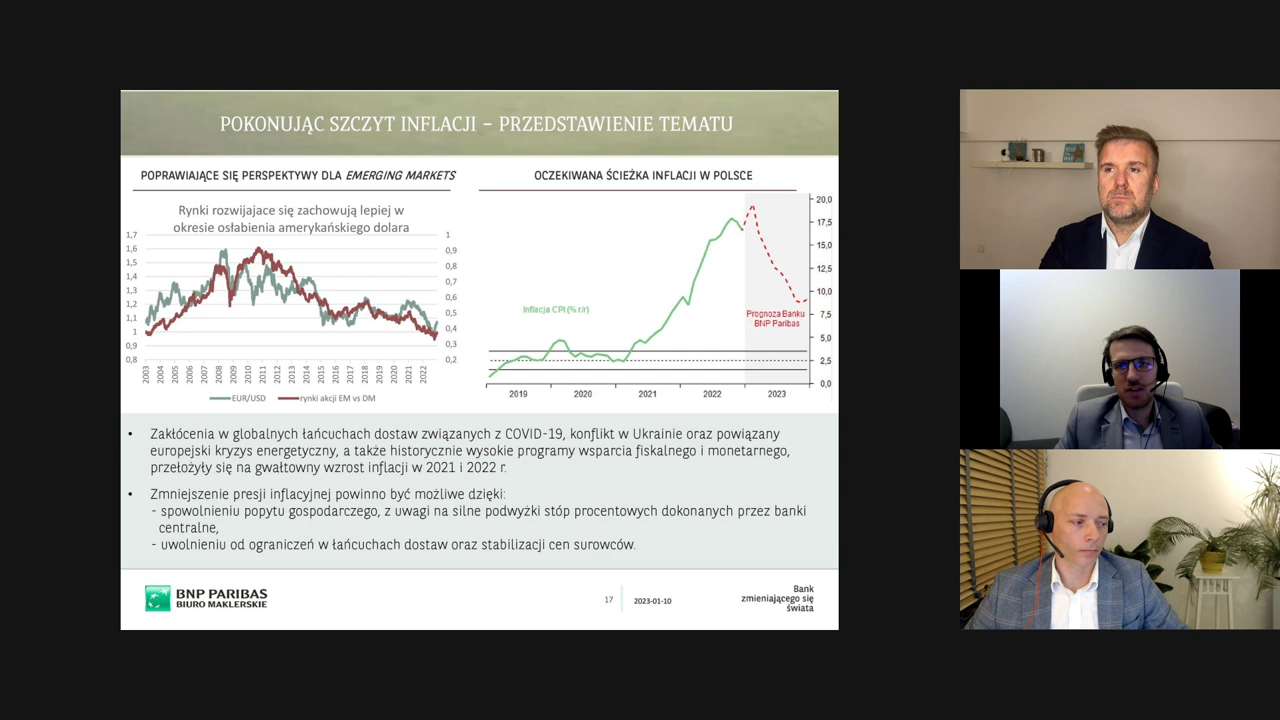 POKONUJĄC SZCZYT INFLACJI – PRZEDSTAWIENIE TEMATU
POPRAWIAJĄCE SIĘ PERSPEKTYWY DLA EMERGING MARKETS
Rynki rozwijajace się zachowują lepiej w
okresie osłabienia amerykańskiego dolara
1,7
1,6
1,5
1,4
1,3
1,2
1,1
1
0,9
0,8
1
0,9
0,8
0,7
0,6
0,5
0,4
0,3
0,2
2003 2004 2005 2006 2007 2008 2009 2010 2011 2012 2013 2014 2015 2016 2017 2018 2019 2020 2021 2022
EUR/USD rynki akcji EM vs DM
OCZEKIWANA ŚCIEŻKA INFLACJI W POLSCE
20,0
17,5
15,0
12,5
10,0
7,5
5,0
2,5
0,0
Inflacja CPI (% r/r)
Prognoza Banku
BNP Paribas
2019 2020 2021 2022 2023
• Zakłócenia w globalnych łańcuchach dostaw związanych z COVID-19, konflikt w Ukrainie oraz powiązany
europejski kryzys energetyczny, a także historycznie wysokie programy wsparcia fiskalnego i monetarnego,
przełożyły się na gwałtowny wzrost inflacji w 2021 i 2022 r.
• Zmniejszenie presji inflacyjnej powinno być możliwe dzięki:
- spowolnieniu popytu gospodarczego, z uwagi na silne podwyżki stóp procentowych dokonanych przez banki
centralne,
- uwolnieniu od ograniczeń w łańcuchach dostaw oraz stabilizacji cen surowców.
BNP PARIBAS
BIURO MAKLERSKIE
17
2023-01-10
Bank
zmieniającego się
świata